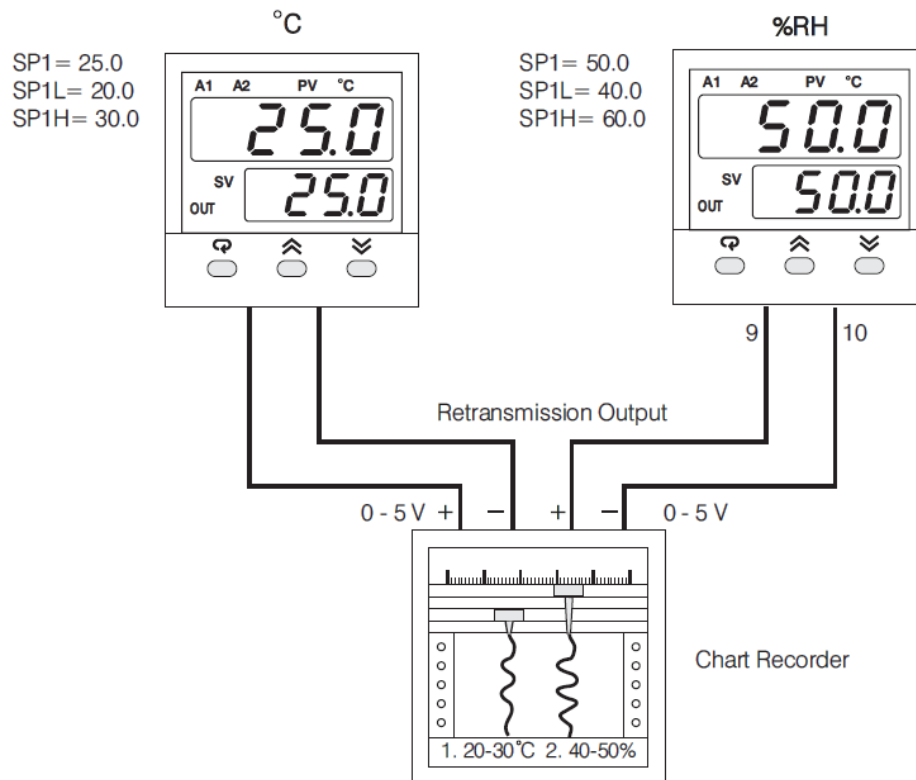 °C
SP1= 25.0
SP1L= 20.0
SP1H= 30.0
A1 A2 PV °C
25.0
SV 25.0
OUT
%RH
SP1= 50.0
SP1L= 40.0
SP1H= 60.0
A1 A2 PV °C
50.0
SV 50.0
OUT
9 10
Retransmission Output
0 - 5 V + − + − 0 - 5 V
Chart Recorder
1. 20-30°C 2. 40-50%